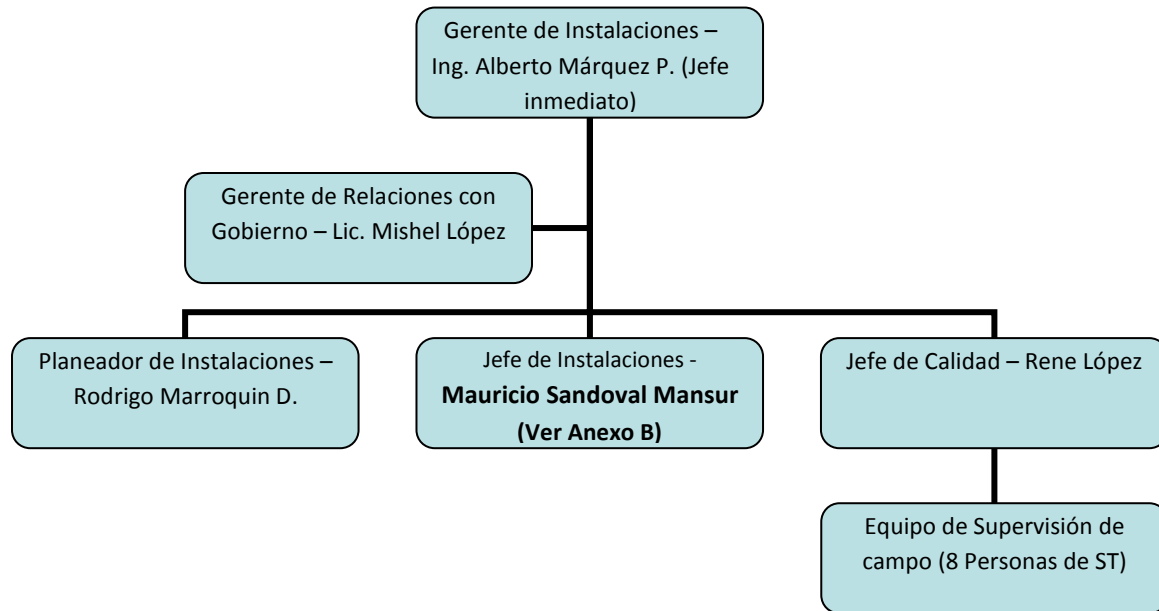 Gerente de Instalaciones –
Ing. Alberto Márquez P. (Jefe
inmediato)
Gerente de Relaciones con
Gobierno – Lic. Mishel López
Planeador de Instalaciones –
Rodrigo Marroquin D.
Jefe de Instalaciones -
Mauricio Sandoval Mansur
(Ver Anexo B)
Jefe de Calidad – Rene López
Equipo de Supervisión de
campo (8 Personas de ST)